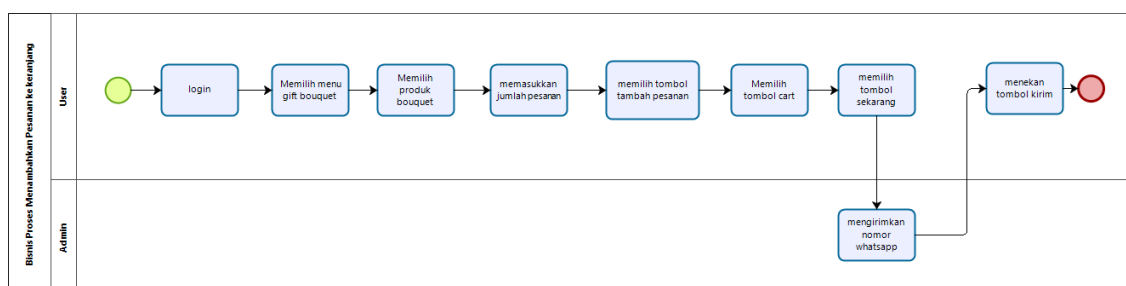 Bisnis Proses Menambahkan Pesanan ke keranjang
User
login
Memilih menu
gift bouquet
Memilih
produk
bouquet
memasukkan
jumlah pesanan
memilih tombol
tambah pesanan
Memilih
tombol cart
memilih
tombol
sekarang
menekan
tombol kirim
Admin
mengirimkan
nomor
whatsapp